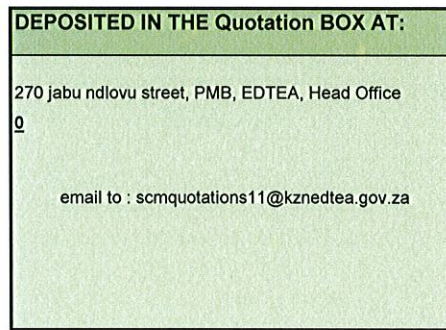 DEPOSITED IN THE Quotation BOX AT:
270 jabu ndlovu street, PMB, EDTEA, Head Office
0
email to : scmquotations11@kznedtea.gov.za